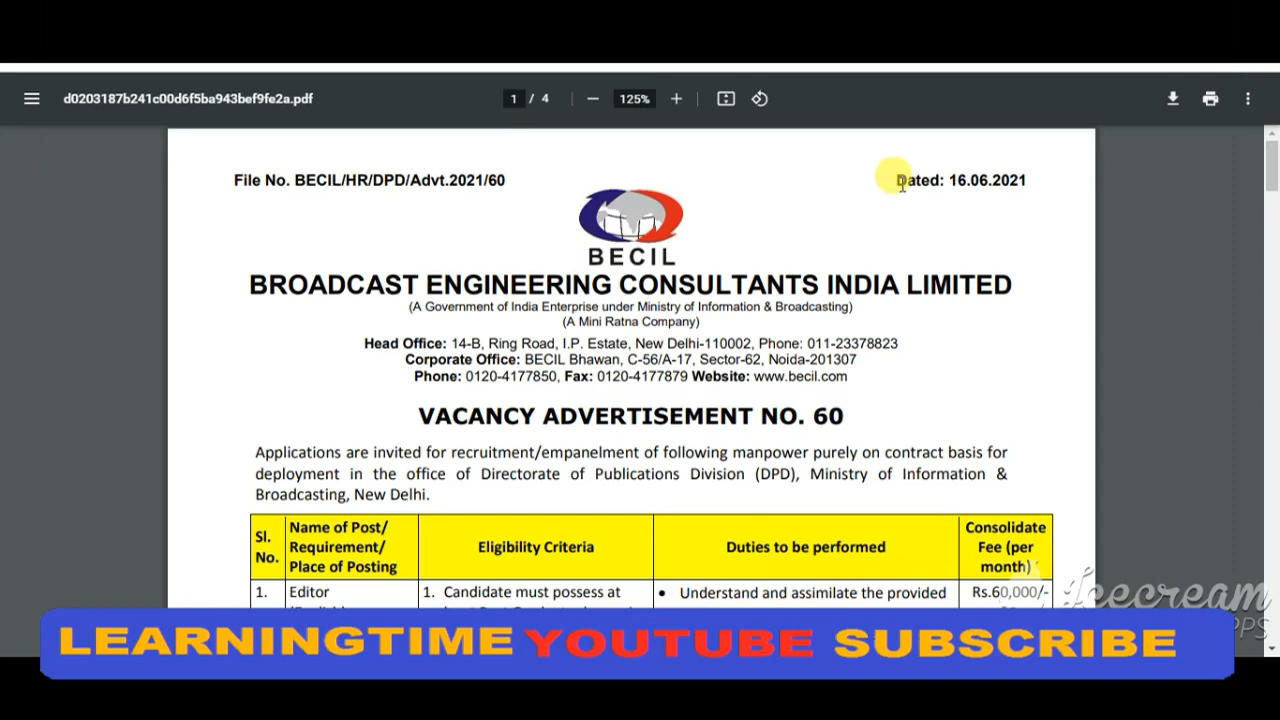 d0203187b241c00d6f5ba943bef9fe2a.pdf 1 / 4 125%
File No. BECIL/HR/DPD/Advt.2021/60 Dated: 16.06.2021
BECIL
BROADCAST ENGINEERING CONSULTANTS INDIA LIMITED
(A Government of India Enterprise under Ministry of Information & Broadcasting)
(A Mini Ratna Company)
Head Office: 14-B, Ring Road, I.P. Estate, New Delhi-110002, Phone: 011-23378823
Corporate Office: BECIL Bhawan, C-56/A-17, Sector-62, Noida-201307
Phone: 0120-4177850, Fax: 0120-4177879 Website: www.becil.com
VACANCY ADVERTISEMENT NO. 60
Applications are invited for recruitment/empanelment of following manpower purely on contract basis for
deployment in the office of Directorate of Publications Division (DPD), Ministry of Information &
Broadcasting, New Delhi.
Sl. No.
Name of Post/
Requirement/
Place of Posting
Eligibility Criteria
Duties to be performed
Consolidate
Fee (per
month)
1. Editor 1. Candidate must possess at • Understand and assimilate the provided Rs.60,000/-
Icecream
APPS
LEARNINGTIME YOUTUBE SUBSCRIBE